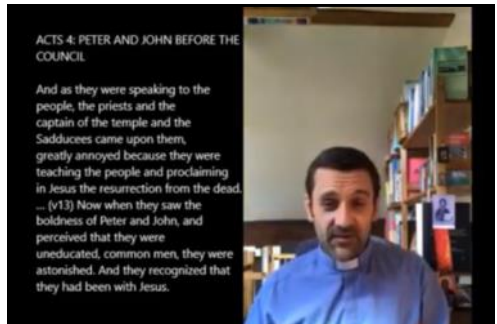 ACTS 4: PETER AND JOHN BEFORE THE
COUNCIL
And as they were speaking to the
people, the priests and the
captain of the temple and the
Sadducees came upon them,
greatly annoyed because they were
teaching the people and proclaiming
in Jesus the resurrection from the dead.
... (v13) Now when they saw the
boldness of Peter and John, and
perceived that they were
uneducated, common men, they were
astonished. And they recognized that
they had been with Jesus.